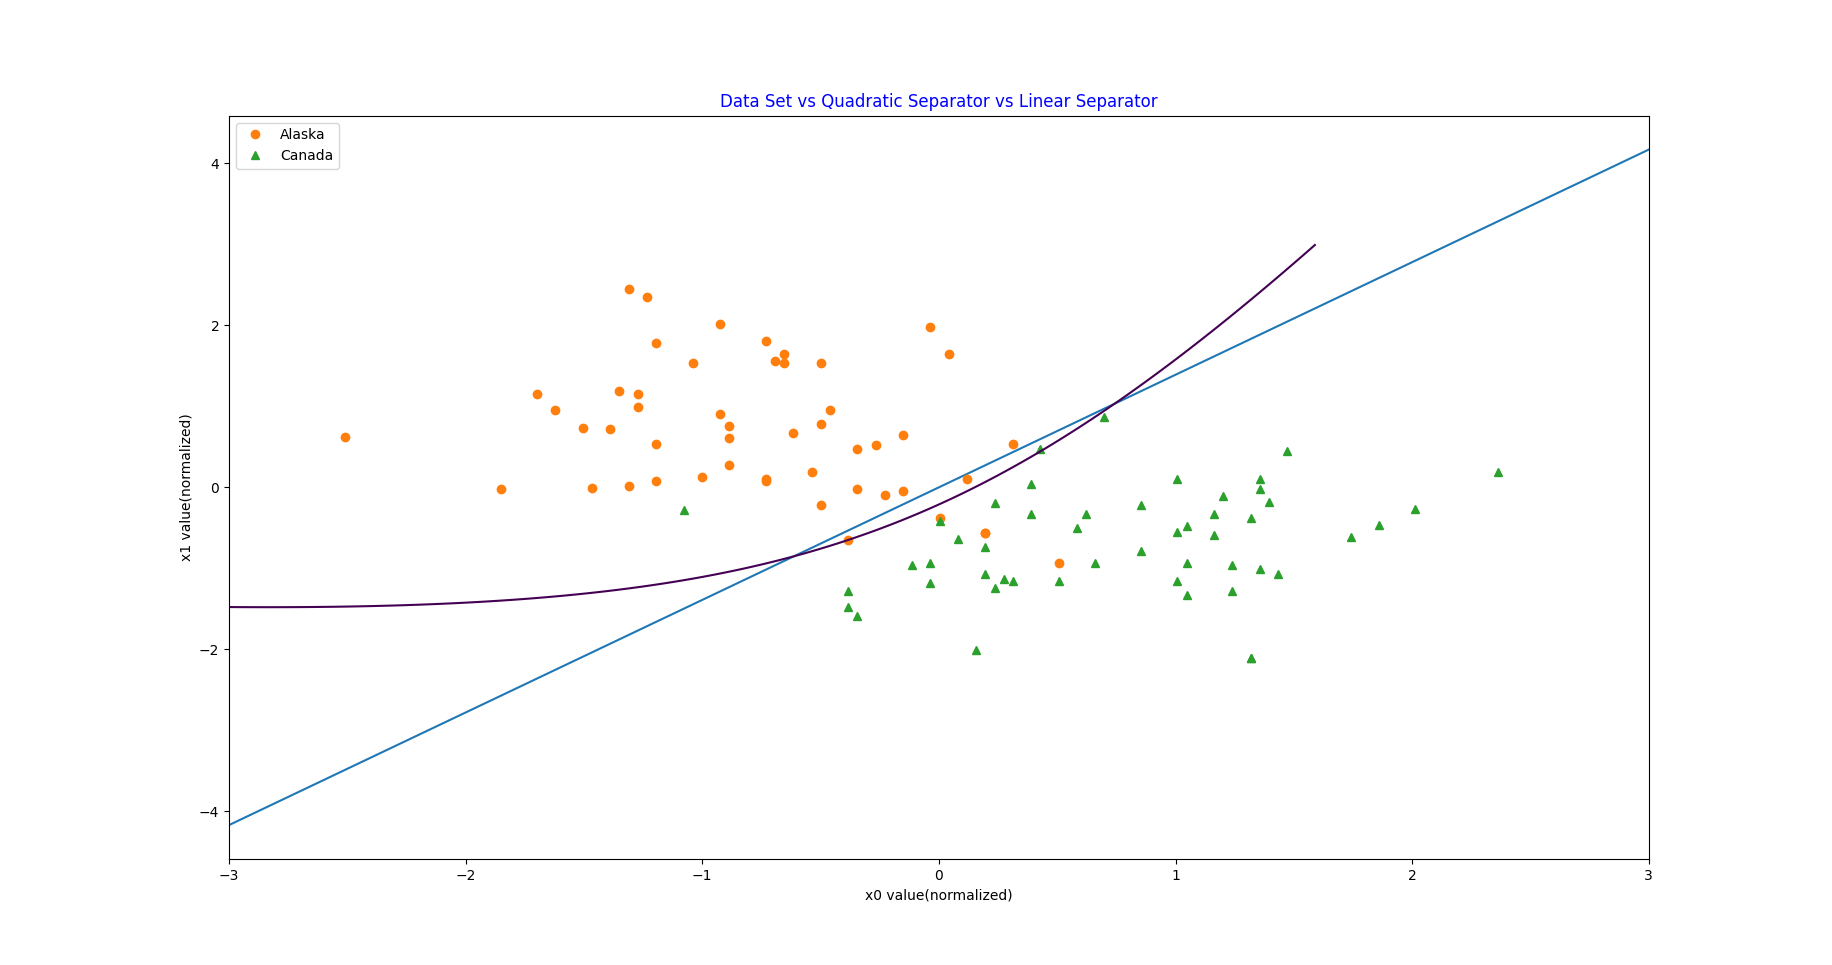 Data Set vs Quadratic Separator vs Linear Separator
Alaska
Canada
4
2
0
−2
−4
x1 value(normalized)
−3 −2 −1 0 1 2 3
x0 value(normalized)